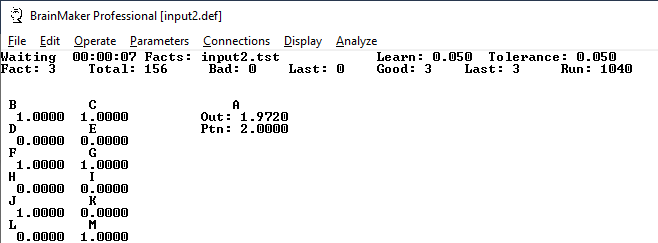 BrainMaker Professional [input2.def]
File Edit Operate Parameters Connections Display Analyze
Waiting 00:00:07 Facts: input2.tst Learn: 0.050 Tolerance: 0.050
Fact: 3 Total: 156 Bad: 0 Last: 0 Good: 3 Last: 3 Run: 1040
B C A
1.0000 1.0000 Out: 1.9720
D E Ptn: 2.0000
0.0000 0.0000
F G
1.0000 1.0000
H I
0.0000 0.0000
J K
1.0000 0.0000
L M
0.0000 1.0000